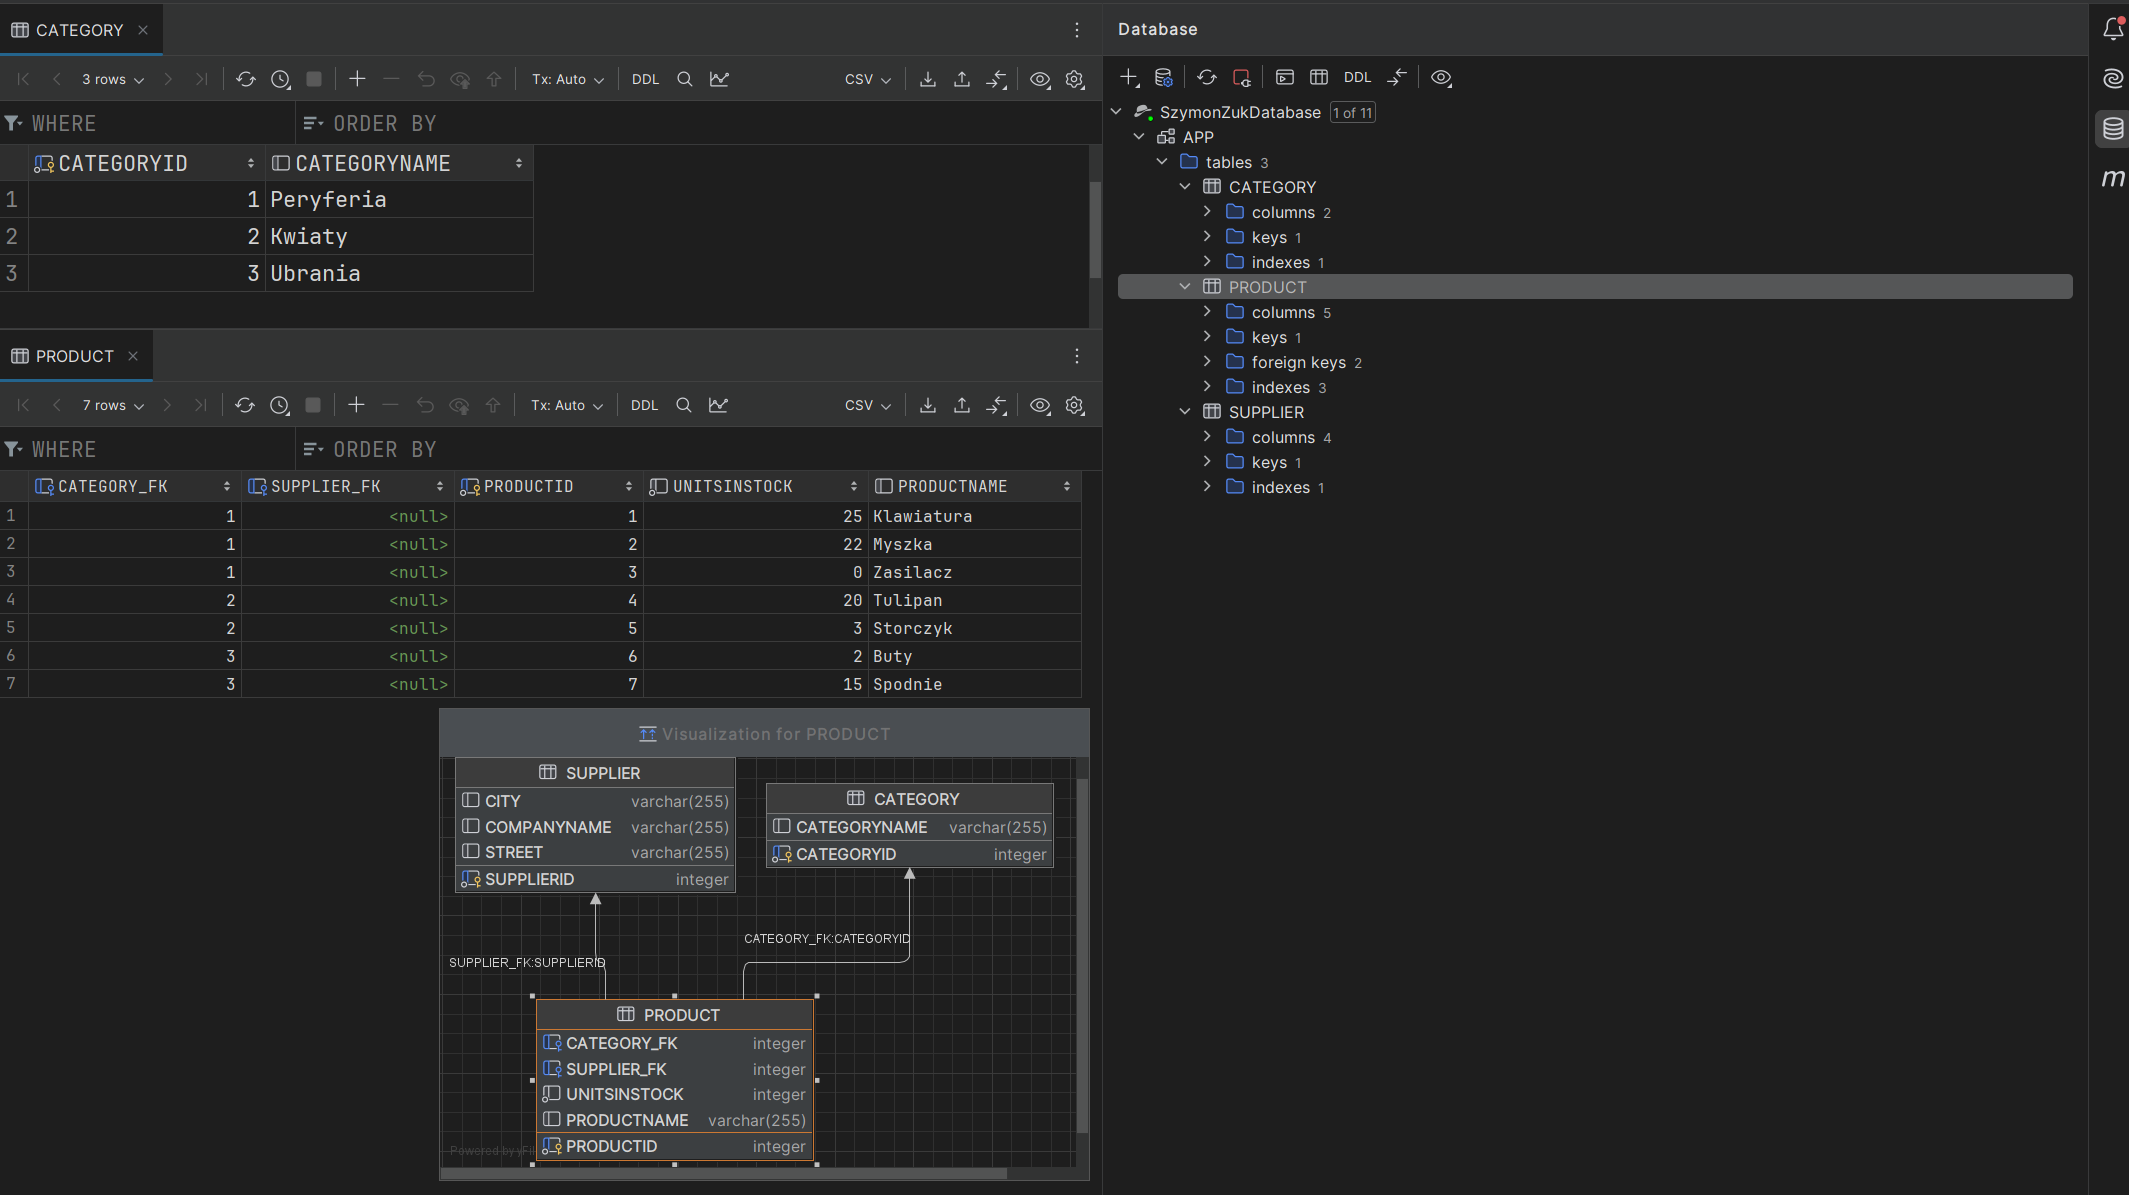 CATEGORY
3 rows
Tx: Auto
DDL
CSV
WHERE
ORDER BY
CATEGORYID CATEGORYNAME
1 1 Peryferia
2 2 Kwiaty
3 3 Ubrania
PRODUCT
7 rows
Tx: Auto
DDL
CSV
WHERE
ORDER BY
CATEGORY_FK SUPPLIER_FK PRODUCTID UNITSINSTOCK PRODUCTNAME
1 1 <null> 1 25 Klawiatura
2 1 <null> 2 22 Myszka
3 1 <null> 3 0 Zasilacz
4 2 <null> 4 20 Tulipan
5 2 <null> 5 3 Storczyk
6 3 <null> 6 2 Buty
7 3 <null> 7 15 Spodnie
Visualization for PRODUCT
SUPPLIER
CITY varchar(255)
COMPANYNAME varchar(255)
STREET varchar(255)
SUPPLIERID integer
CATEGORY
CATEGORYNAME varchar(255)
CATEGORYID integer
CATEGORY_FK:CATEGORYID
SUPPLIER_FK:SUPPLIERID
PRODUCT
CATEGORY_FK integer
SUPPLIER_FK integer
UNITSINSTOCK integer
PRODUCTNAME varchar(255)
PRODUCTID integer
Powered by yFil
Database
DDL
SzymonZukDatabase 1 of 11
APP
tables 3
CATEGORY
columns 2
keys 1
indexes 1
PRODUCT
columns 5
keys 1
foreign keys 2
indexes 3
SUPPLIER
columns 4
keys 1
indexes 1
m